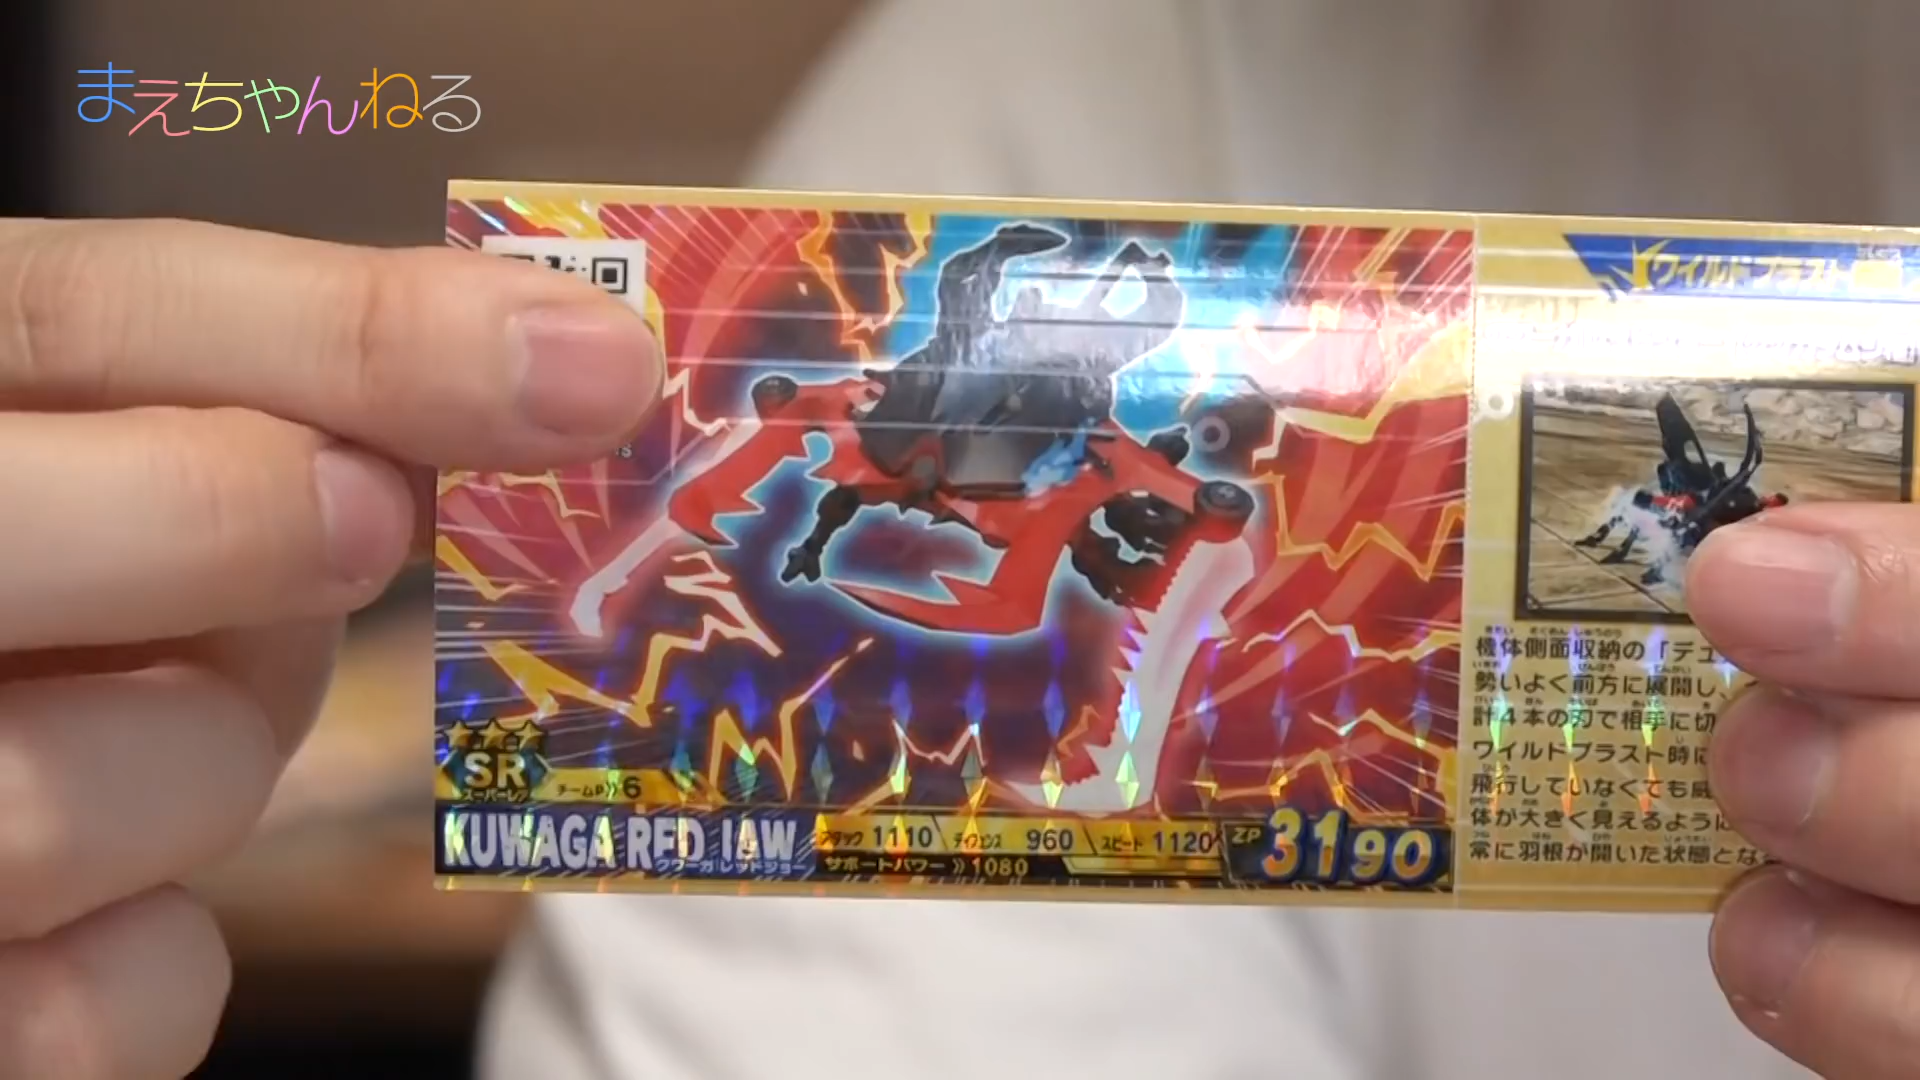 まえちゃんねる
ワイルドブラスト
SR
スーパーレア
チームP》6
KUWAGA RED JAW
クワーガ レッドジョー
アタック 1110 ディフェンス 960 スピード 1120
サポートパワー 》1080
ZP 3190
機体側面収納の「デュ
勢いよく前方に展開し、
計4本の刃で相手に切
ワイルドブラスト時に
飛行していなくても威
体が大きく見えるように
常に羽根が開いた状態とな